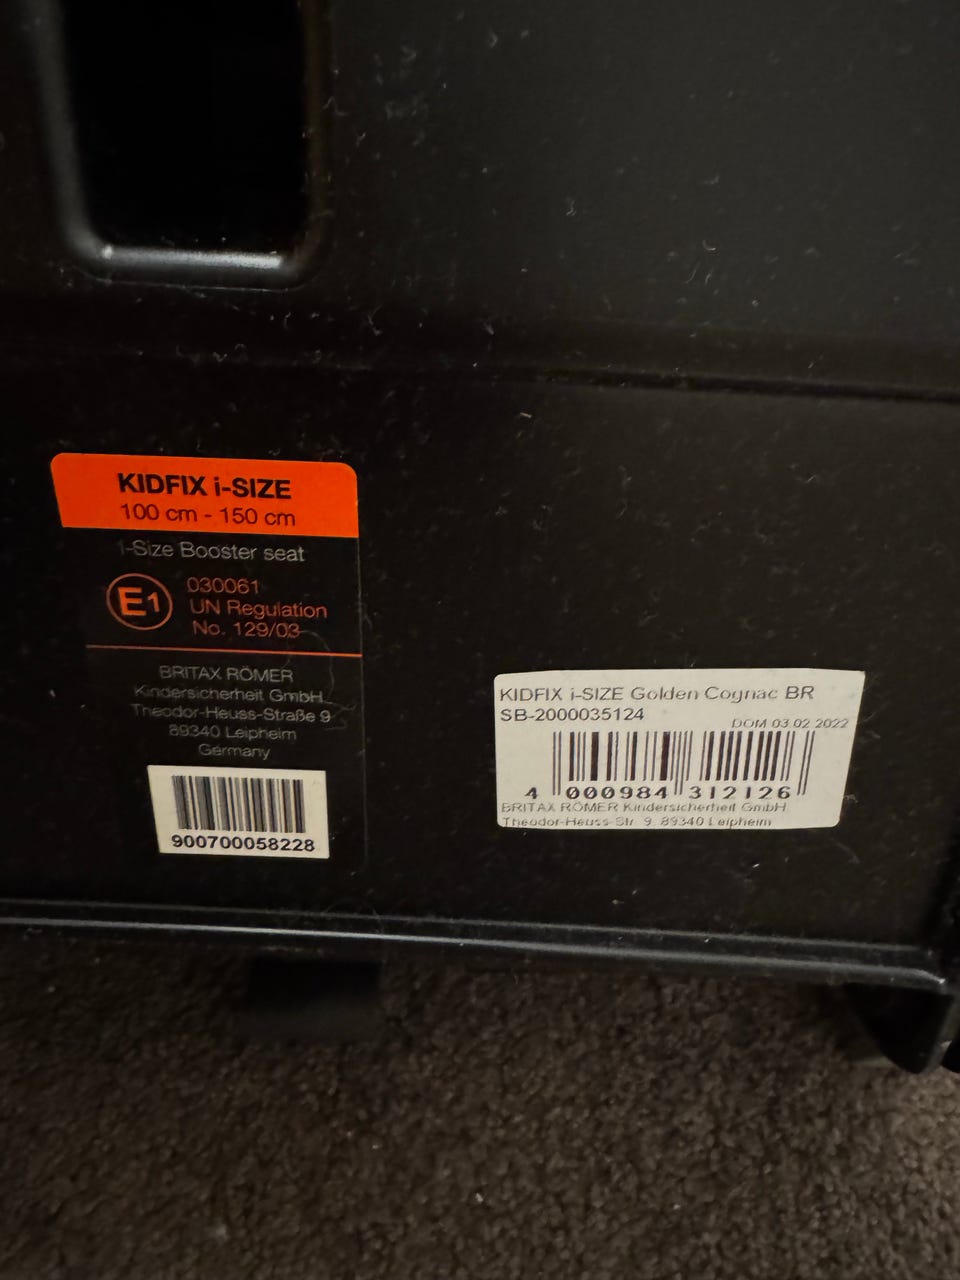 KIDFIX i-SIZE
100 cm - 150 cm
i-Size Booster seat
E1
030061
UN Regulation
No. 129/03
BRITAX RÖMER
Kindersicherheit GmbH
Theodor-Heuss-Straße 9
89340 Leipheim
Germany
900700058228
KIDFIX i-SIZE Golden Cognac BR
SB-2000035124
DOM 03.02.2022
4 000984 312126
BRITAX RÖMER Kindersicherheit GmbH
Theodor-Heuss-Str. 9, 89340 Leipheim